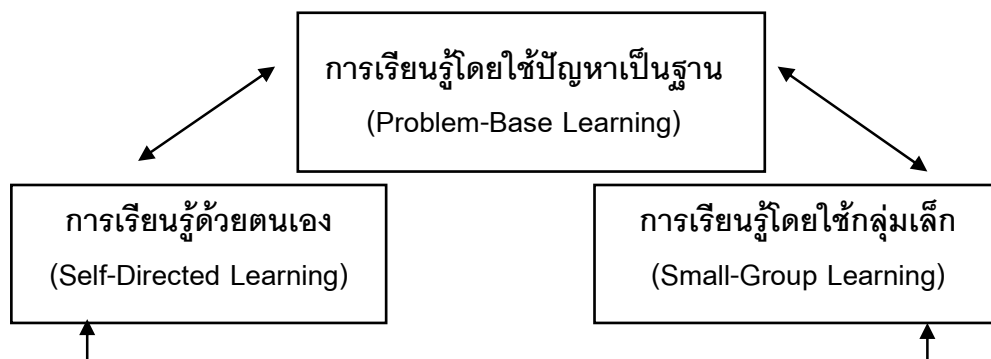 การเรียนรู้โดยใช้ปัญหาเป็นฐาน
(Problem-Base Learning)
การเรียนรู้ด้วยตนเอง
(Self-Directed Learning)
การเรียนรู้โดยใช้กลุ่มเล็ก
(Small-Group Learning)